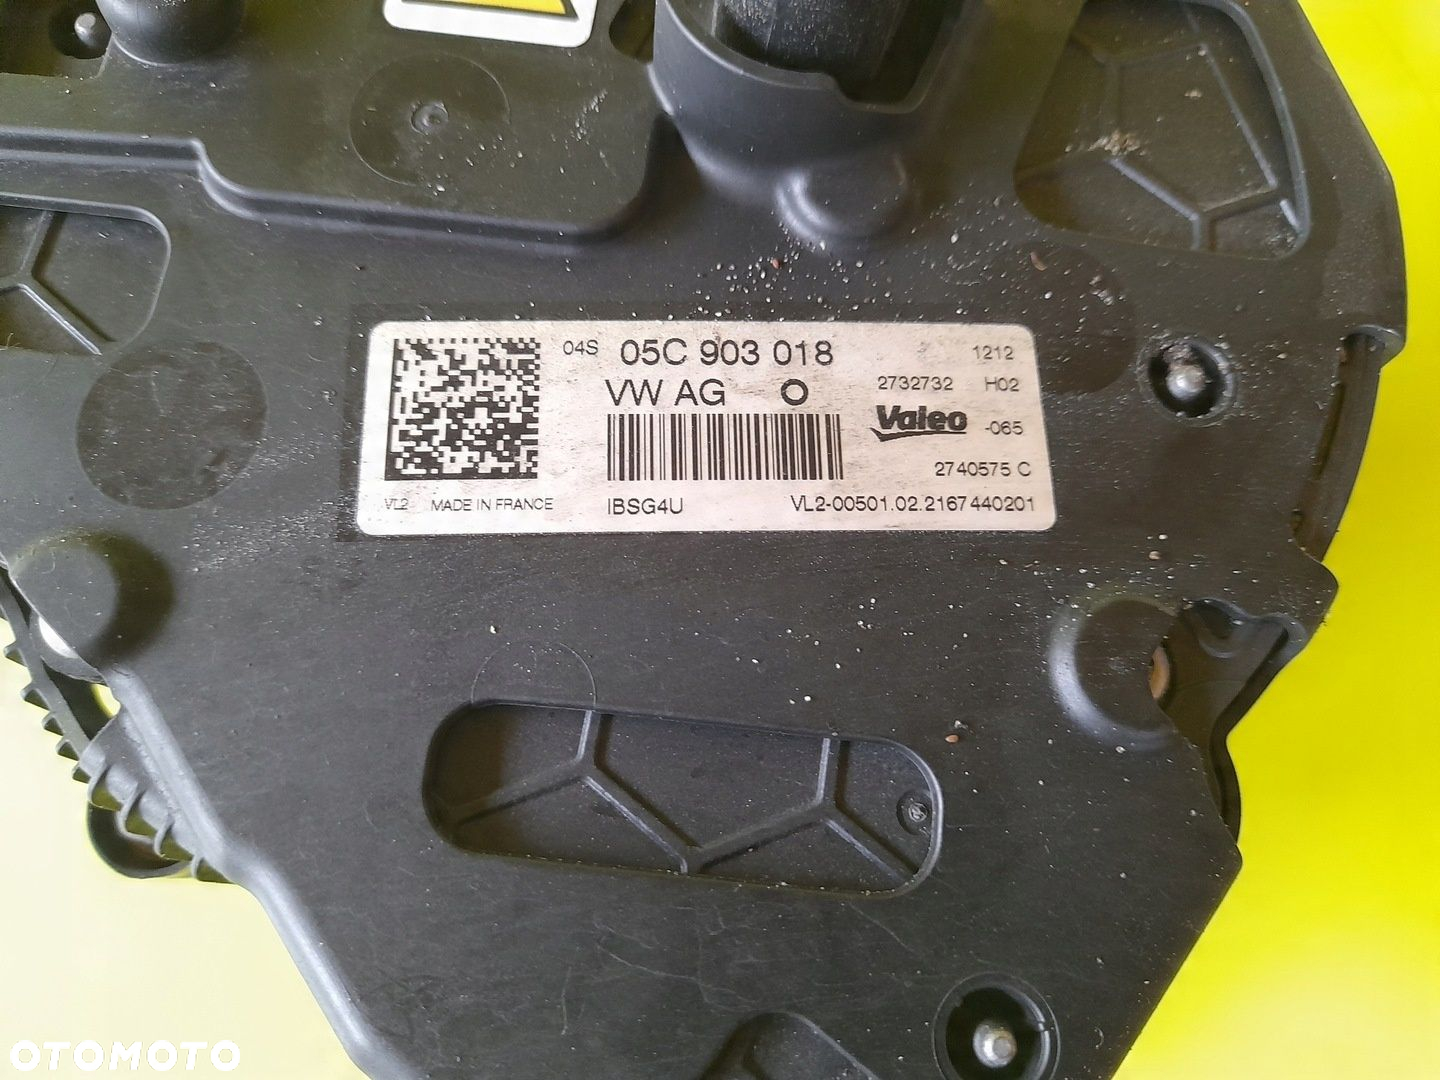 04S 05C 903 018 1212
VW AG O 2732732 H02
Valeo -065
2740575 C
VL2 MADE IN FRANCE IBSG4U VL2-00501.02.2167440201
OTOMOTO